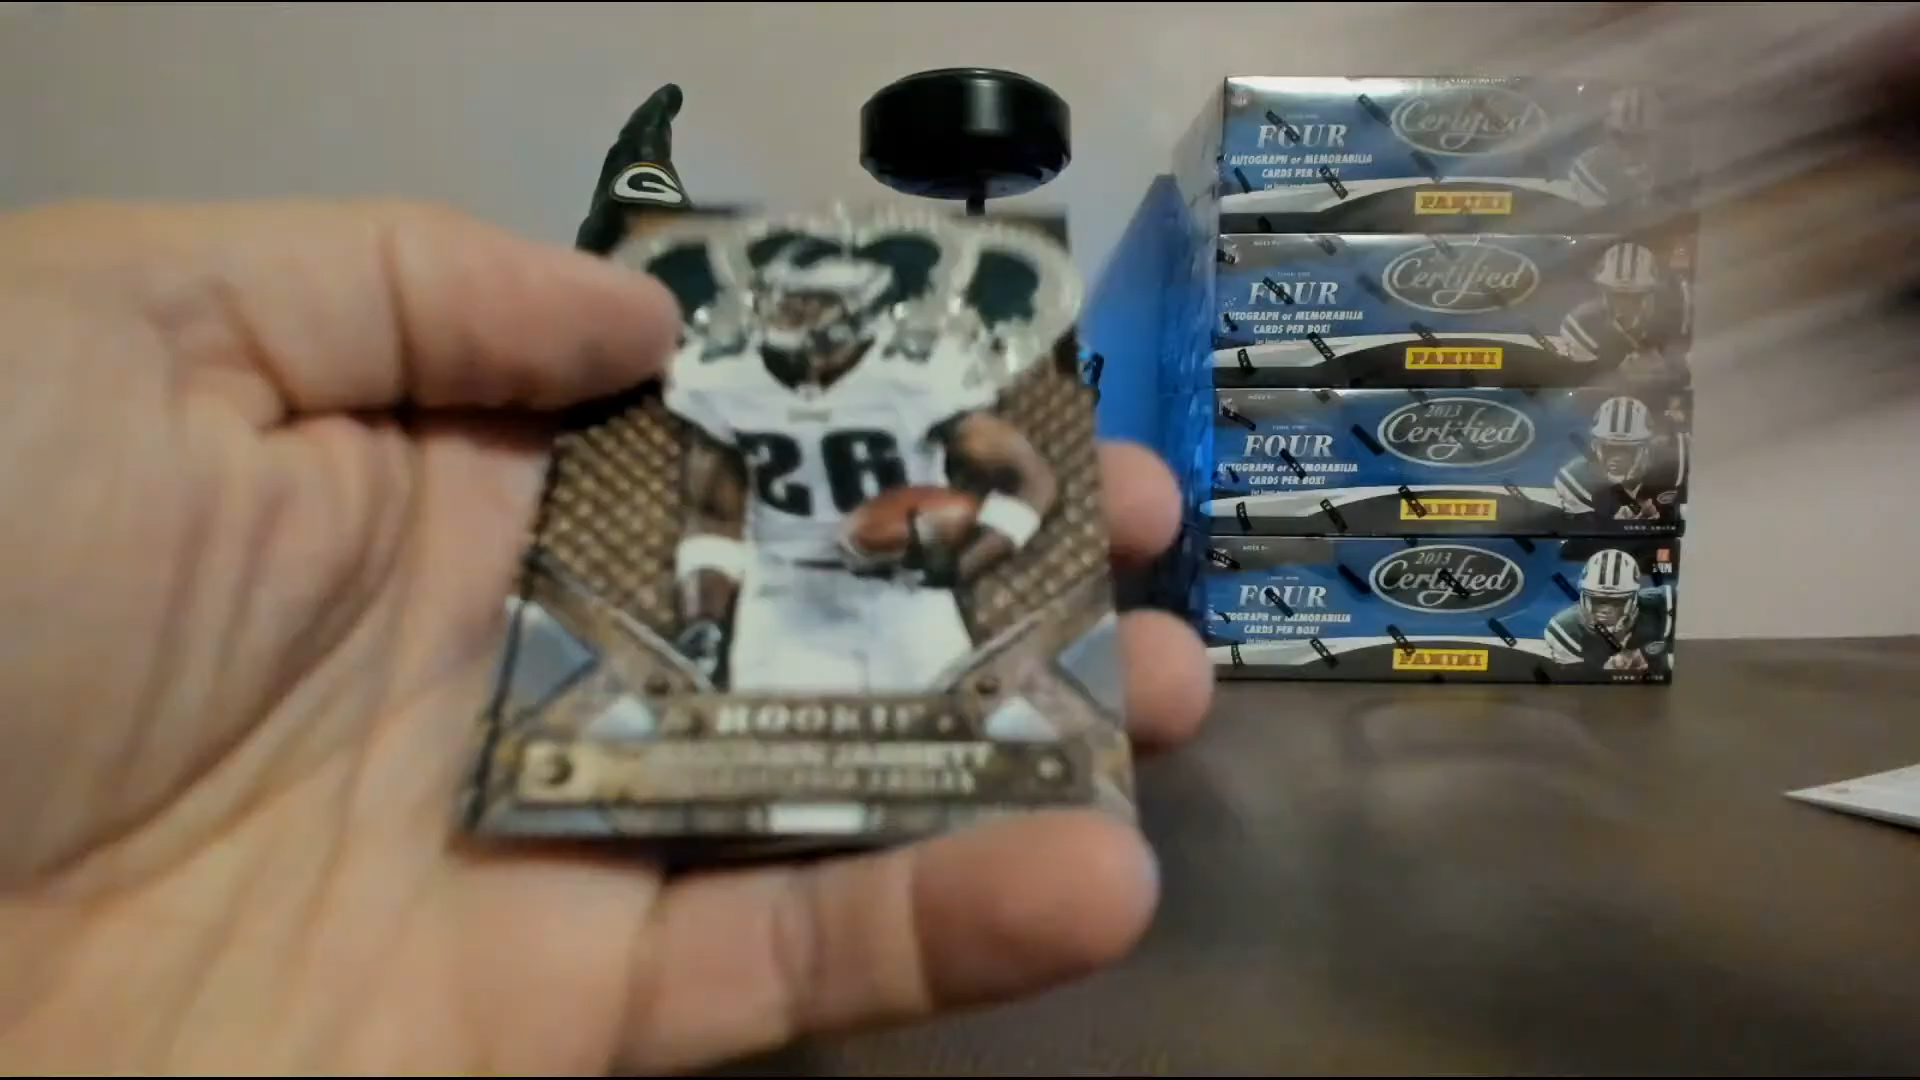 Certified
FOUR
AUTOGRAPH or MEMORABILIA
CARDS PER BOX!
PANINI
Certified
FOUR
AUTOGRAPH or MEMORABILIA
CARDS PER BOX!
PANINI
2013
Certified
FOUR
AUTOGRAPH or MEMORABILIA
CARDS PER BOX!
PANINI
2013
Certified
FOUR
AUTOGRAPH or MEMORABILIA
CARDS PER BOX!
PANINI
G
26
ROOKIE
JARRETT
EAGLES